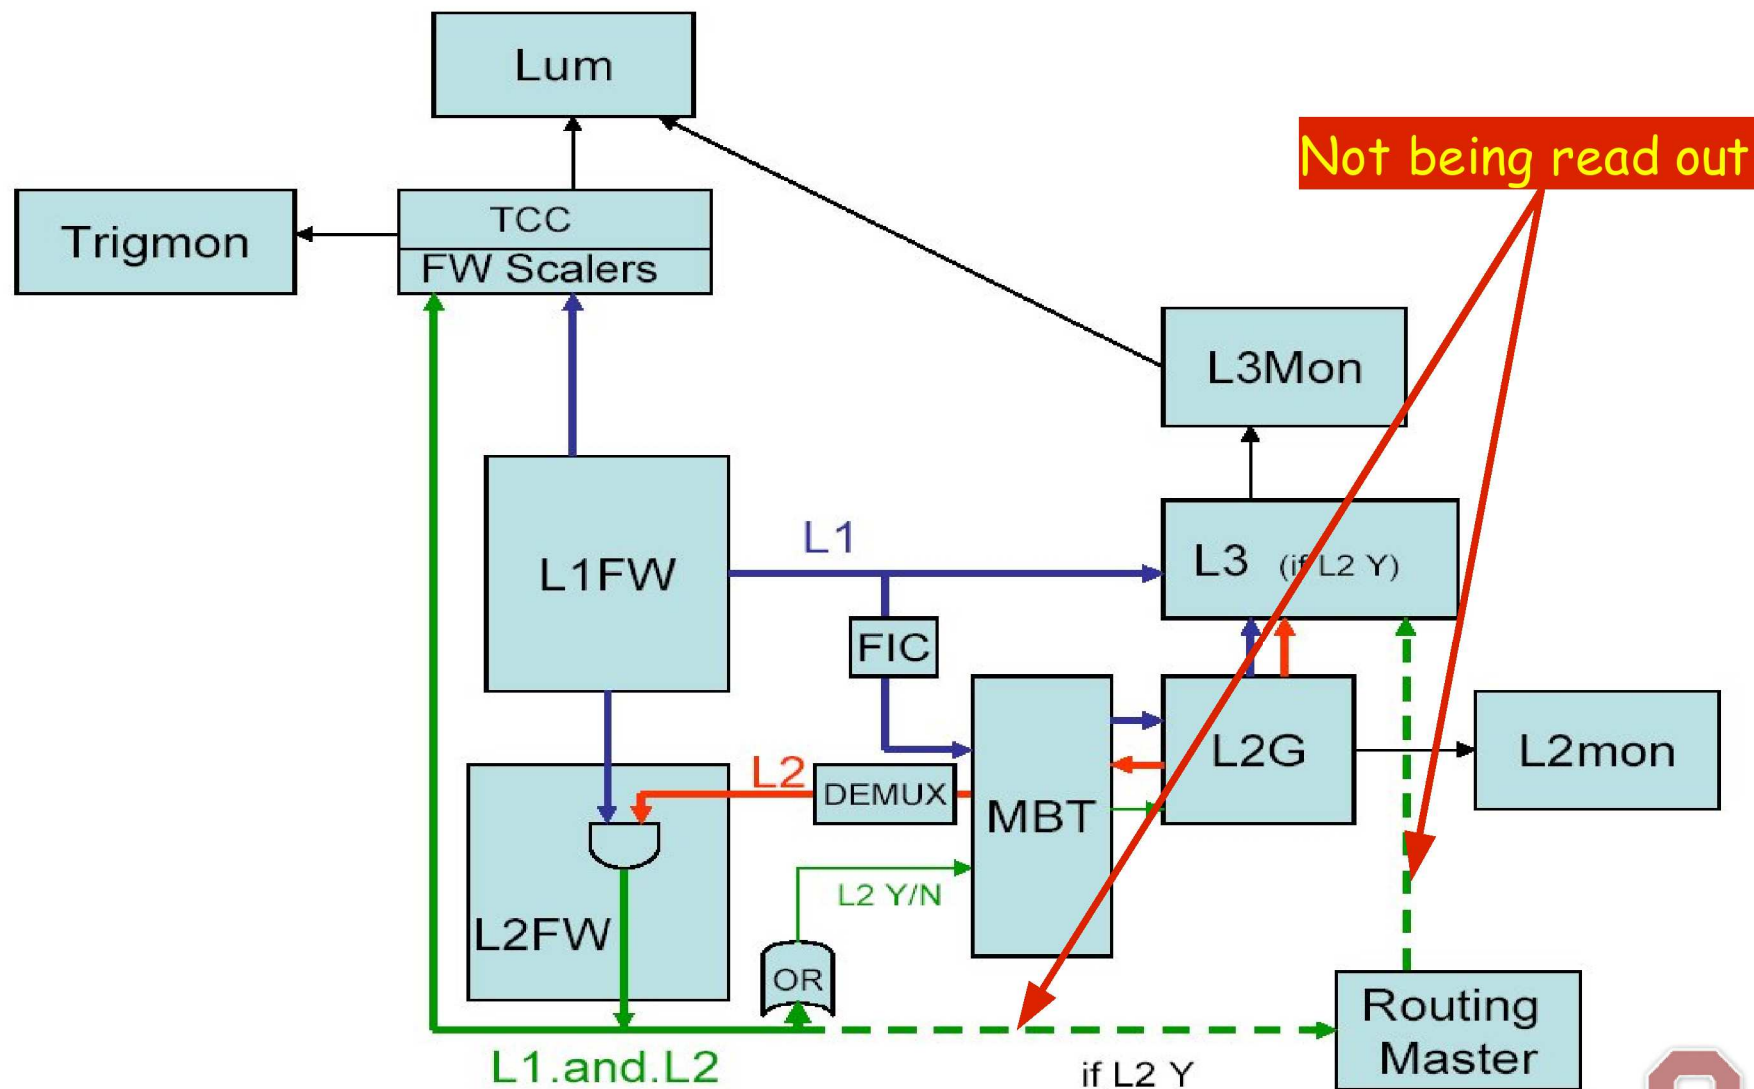 Lum
Not being read out
Trigmon
TCC
FW Scalers
L3Mon
L1
L1FW
L3 (if L2 Y)
FIC
L2G
L2mon
L2
DEMUX
MBT
L2 Y/N
L2FW
OR
Routing
Master
L1.and.L2
if L2 Y